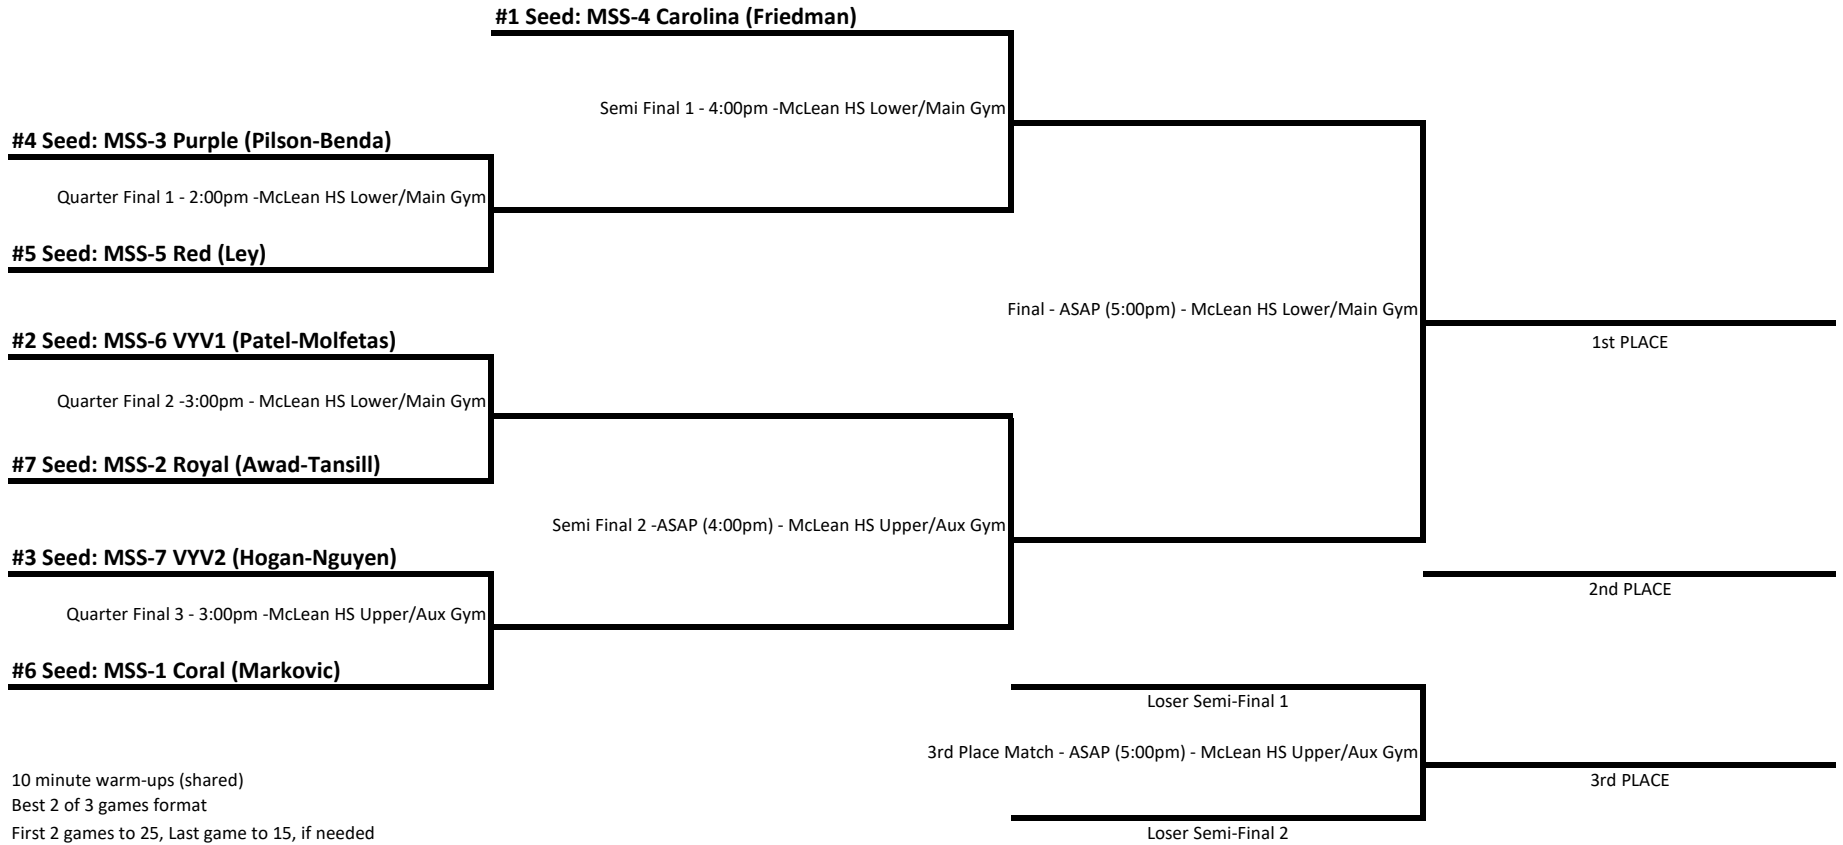 #1 Seed: MSS-4 Carolina (Friedman)
Semi Final 1 - 4:00pm -McLean HS Lower/Main Gym
#4 Seed: MSS-3 Purple (Pilson-Benda)
Quarter Final 1 - 2:00pm -McLean HS Lower/Main Gym
#5 Seed: MSS-5 Red (Ley)
Final - ASAP (5:00pm) - McLean HS Lower/Main Gym
#2 Seed: MSS-6 VYV1 (Patel-Molfetas)
1st PLACE
Quarter Final 2 -3:00pm - McLean HS Lower/Main Gym
#7 Seed: MSS-2 Royal (Awad-Tansill)
Semi Final 2 -ASAP (4:00pm) - McLean HS Upper/Aux Gym
#3 Seed: MSS-7 VYV2 (Hogan-Nguyen)
2nd PLACE
Quarter Final 3 - 3:00pm -McLean HS Upper/Aux Gym
#6 Seed: MSS-1 Coral (Markovic)
Loser Semi-Final 1
3rd Place Match - ASAP (5:00pm) - McLean HS Upper/Aux Gym
3rd PLACE
10 minute warm-ups (shared)
Best 2 of 3 games format
First 2 games to 25, Last game to 15, if needed
Loser Semi-Final 2